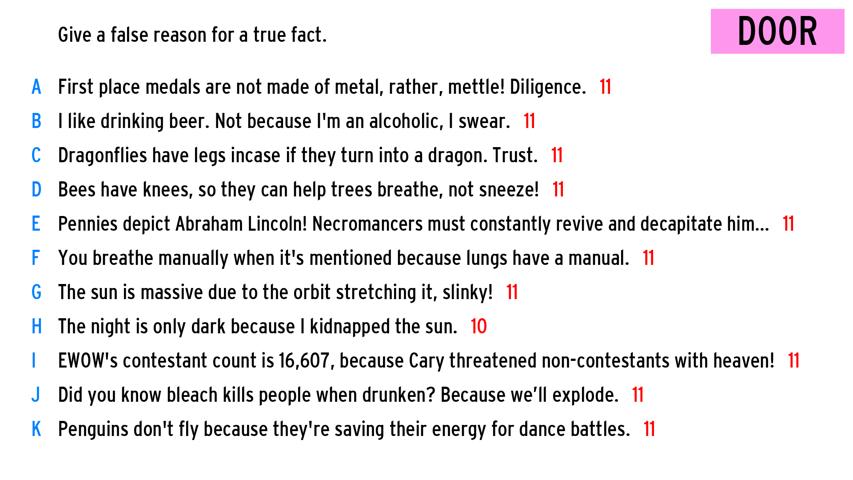 Give a false reason for a true fact.
DOOR
A First place medals are not made of metal, rather, mettle! Diligence. 11
B I like drinking beer. Not because I'm an alcoholic, I swear. 11
C Dragonflies have legs incase if they turn into a dragon. Trust. 11
D Bees have knees, so they can help trees breathe, not sneeze! 11
E Pennies depict Abraham Lincoln! Necromancers must constantly revive and decapitate him... 11
F You breathe manually when it's mentioned because lungs have a manual. 11
G The sun is massive due to the orbit stretching it, slinky! 11
H The night is only dark because I kidnapped the sun. 10
I EWOW's contestant count is 16,607, because Cary threatened non-contestants with heaven! 11
J Did you know bleach kills people when drunken? Because we’ll explode. 11
K Penguins don't fly because they're saving their energy for dance battles. 11